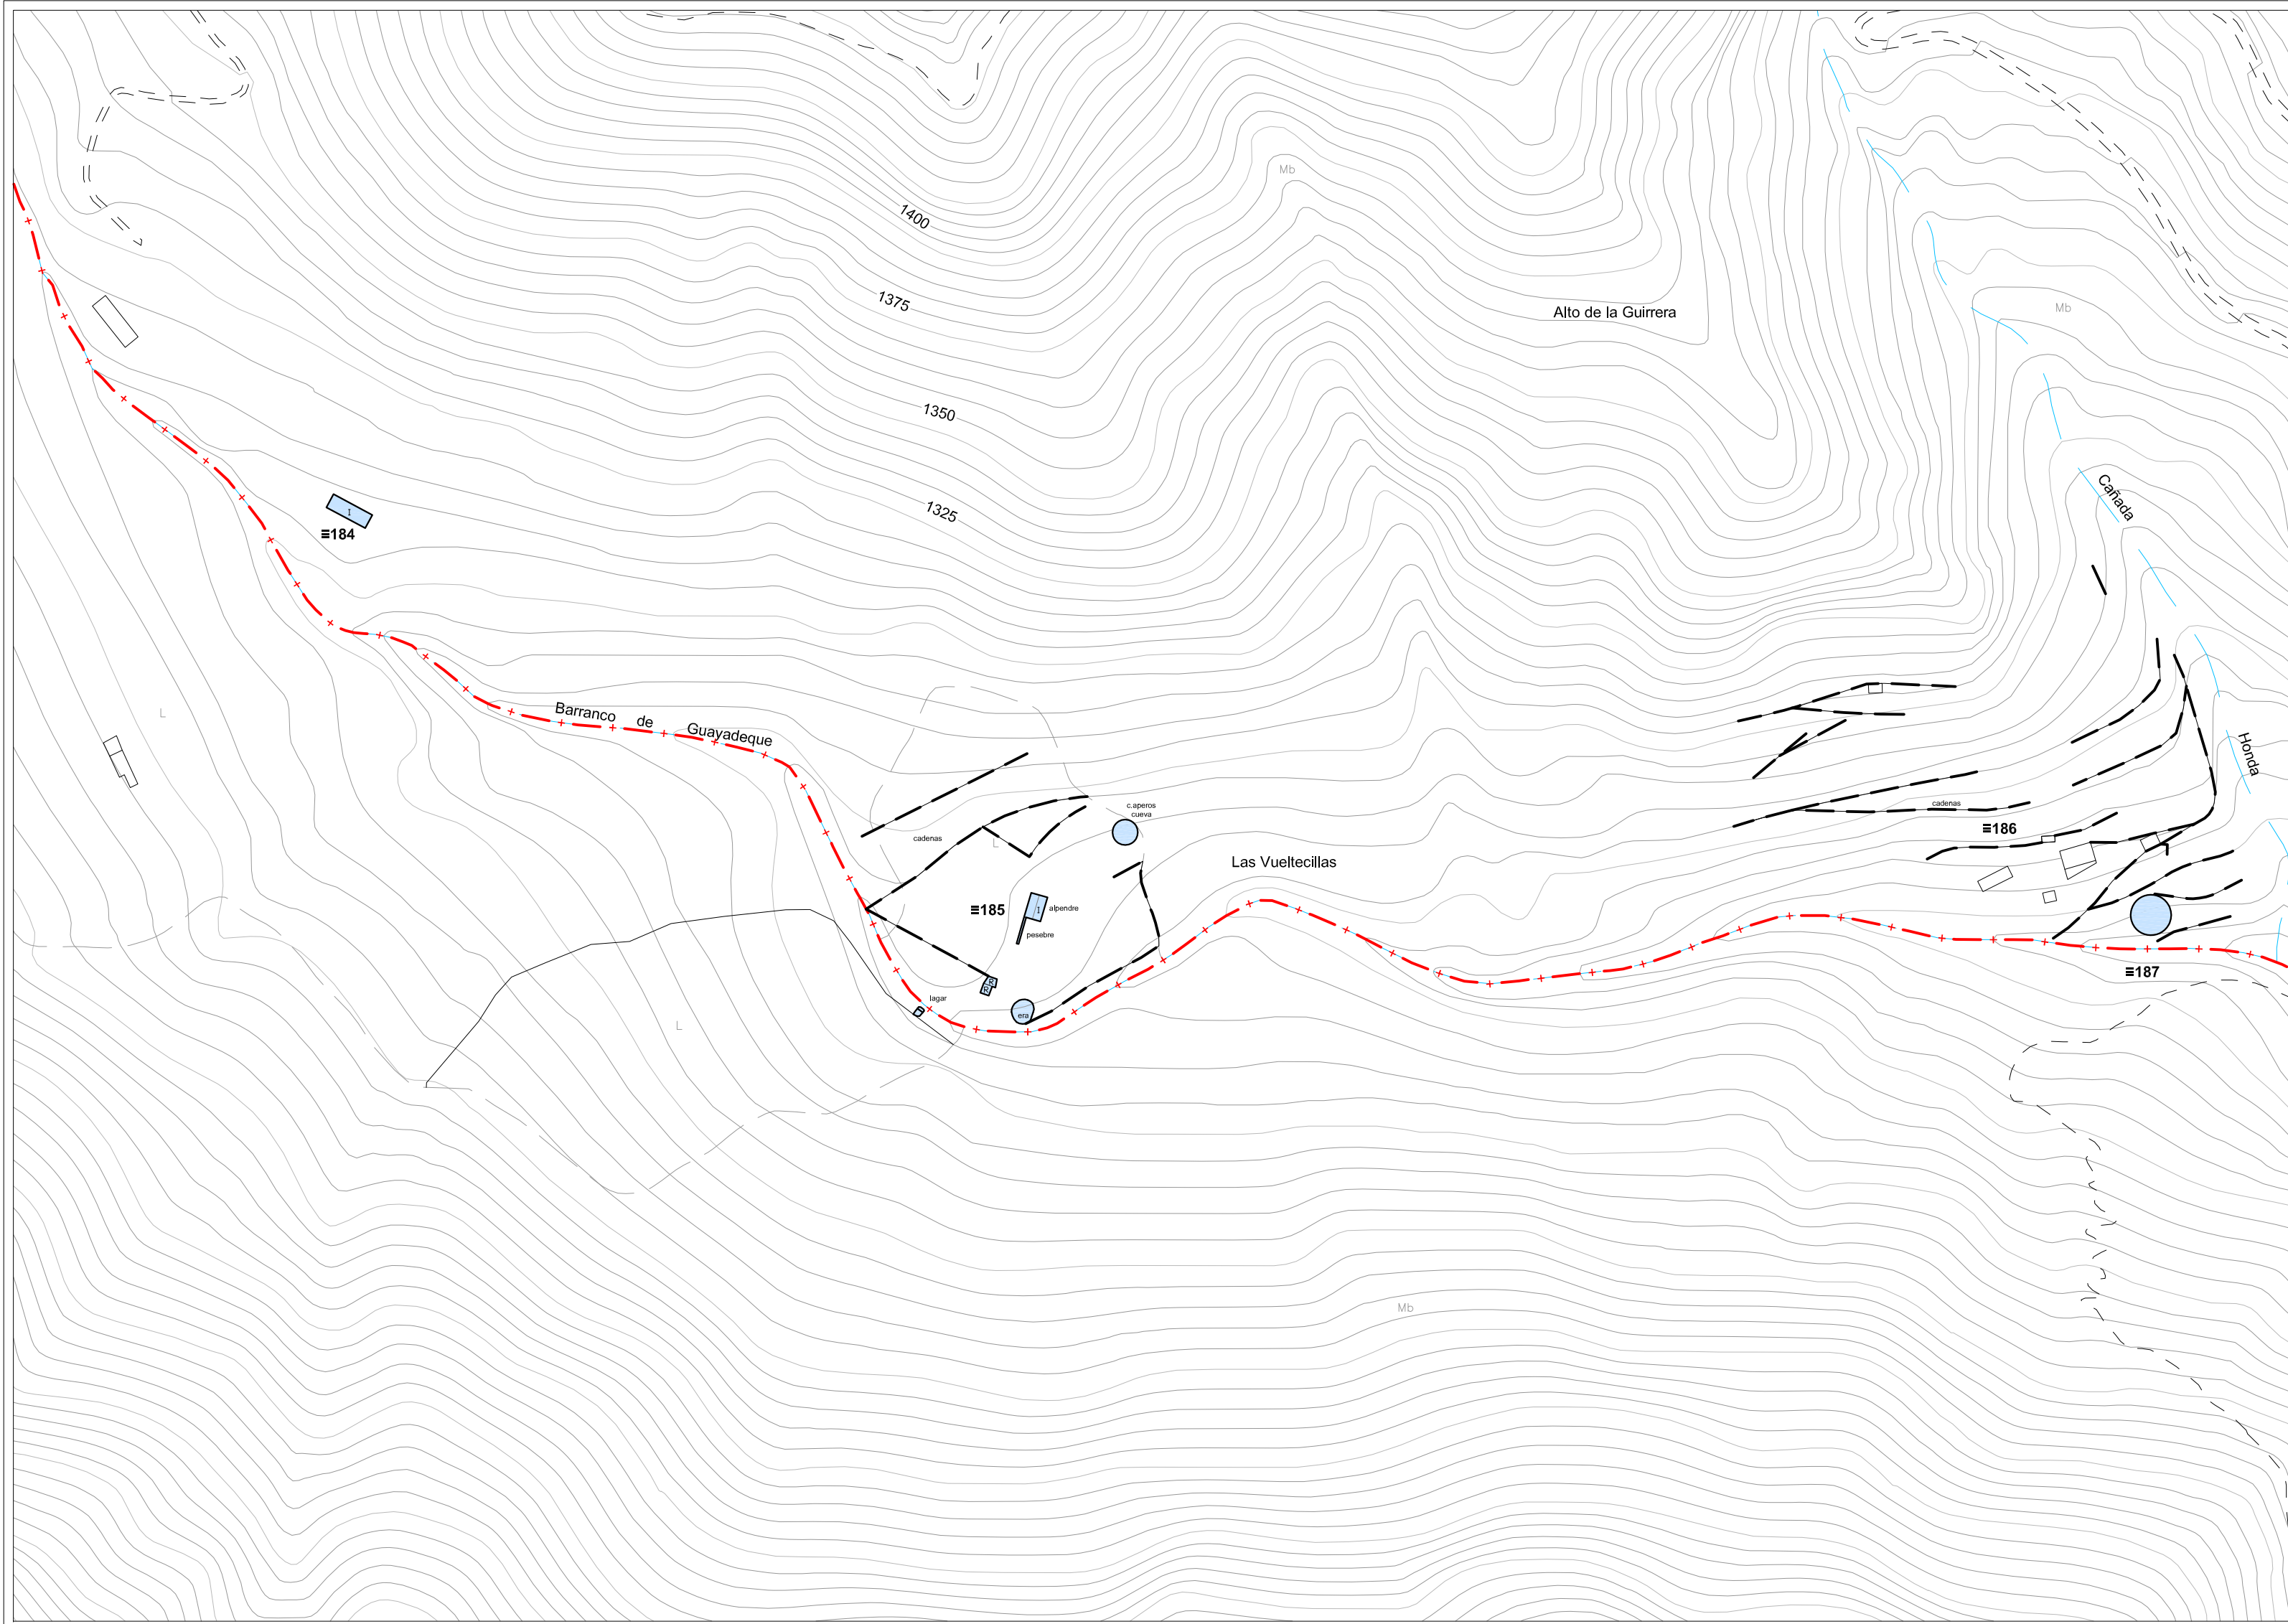 Mb
1400
1375
Alto de la Guirrera
Mb
1350
1325
Cañada
I
≡184
L
Barranco de Guayadeque
Honda
c.aperos
cueva
cadenas
cadenas
≡186
L
Las Vueltecillas
≡185
I
alpendre
pesebre
≡187
lagar
era
L
Mb